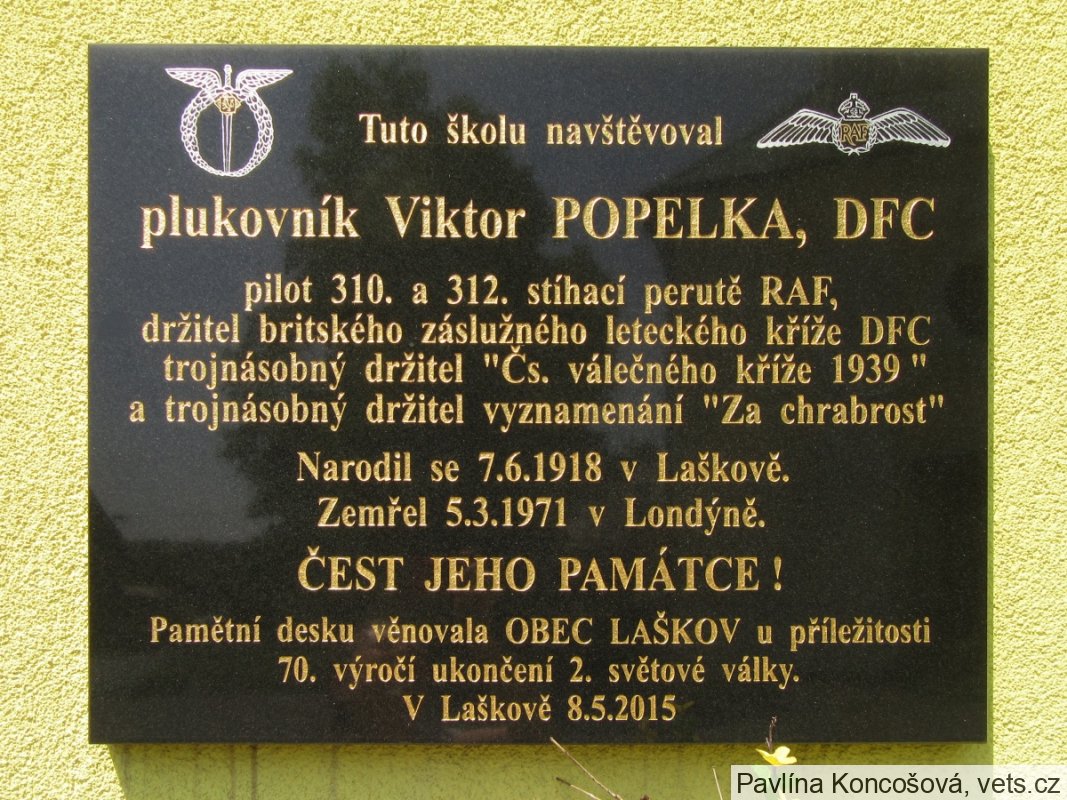 Tuto školu navštěvoval
RAF
plukovník Viktor POPELKA, DFC
pilot 310. a 312. stíhací perutě RAF,
držitel britského záslužného leteckého kříže DFC
trojnásobný držitel "Čs. válečného kříže 1939"
a trojnásobný držitel vyznamenání "Za chrabrost"
Narodil se 7.6.1918 v Laškově.
Zemřel 5.3.1971 v Londýně.
ČEST JEHO PAMÁTCE!
Pamětní desku věnovala OBEC LAŠKOV u příležitosti
70. výročí ukončení 2. světové války.
V Laškově 8.5.2015
Pavlína Koncošová, vets.cz